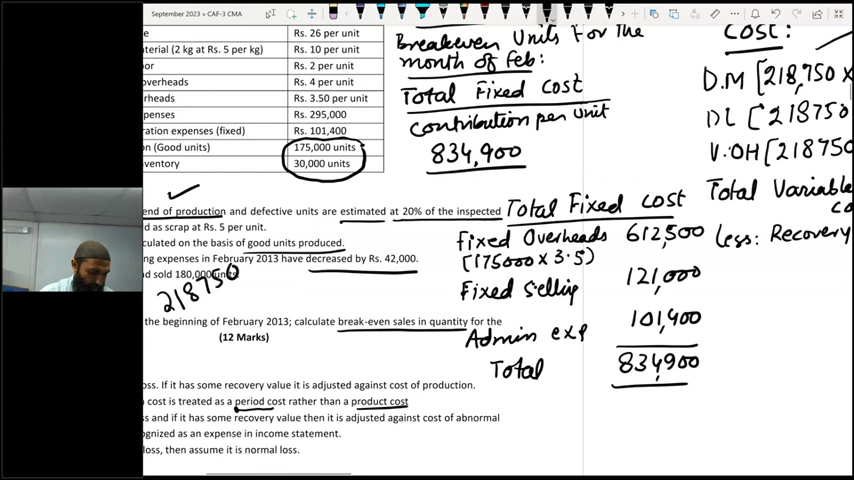 September 2023 » CAF-3 CMA
e Rs. 26 per unit
aterial (2 kg at Rs. 5 per kg) Rs. 10 per unit
or Rs. 2 per unit
overheads Rs. 4 per unit
rheads Rs. 3.50 per unit
penses Rs. 295,000
ration expenses (fixed) Rs. 101,400
on (Good units) 175,000 units
ventory 30,000 units
end of production and defective units are estimated at 20% of the inspected
d as scrap at Rs. 5 per unit.
culated on the basis of good units produced.
ng expenses in February 2013 have decreased by Rs. 42,000.
d sold 180,000 units
218750
the beginning of February 2013; calculate break-even sales in quantity for the
(12 Marks)
oss. If it has some recovery value it is adjusted against cost of production.
cost is treated as a period cost rather than a product cost
ss and if it has some recovery value then it is adjusted against cost of abnormal
ognized as an expense in income statement.
loss, then assume it is normal loss.
Breakeven Units For the
month of feb:
Total Fixed Cost
contribution per unit
834,900
Total Fixed cost
Fixed Overheads 612,500
(175000 x 3.5)
Fixed Selling 121,000
Admin exp 101,400
Total 834,900
Cost:
D.M [218,750 x
DL [218750
V.OH [218750
Total Variable
co
Less: Recovery